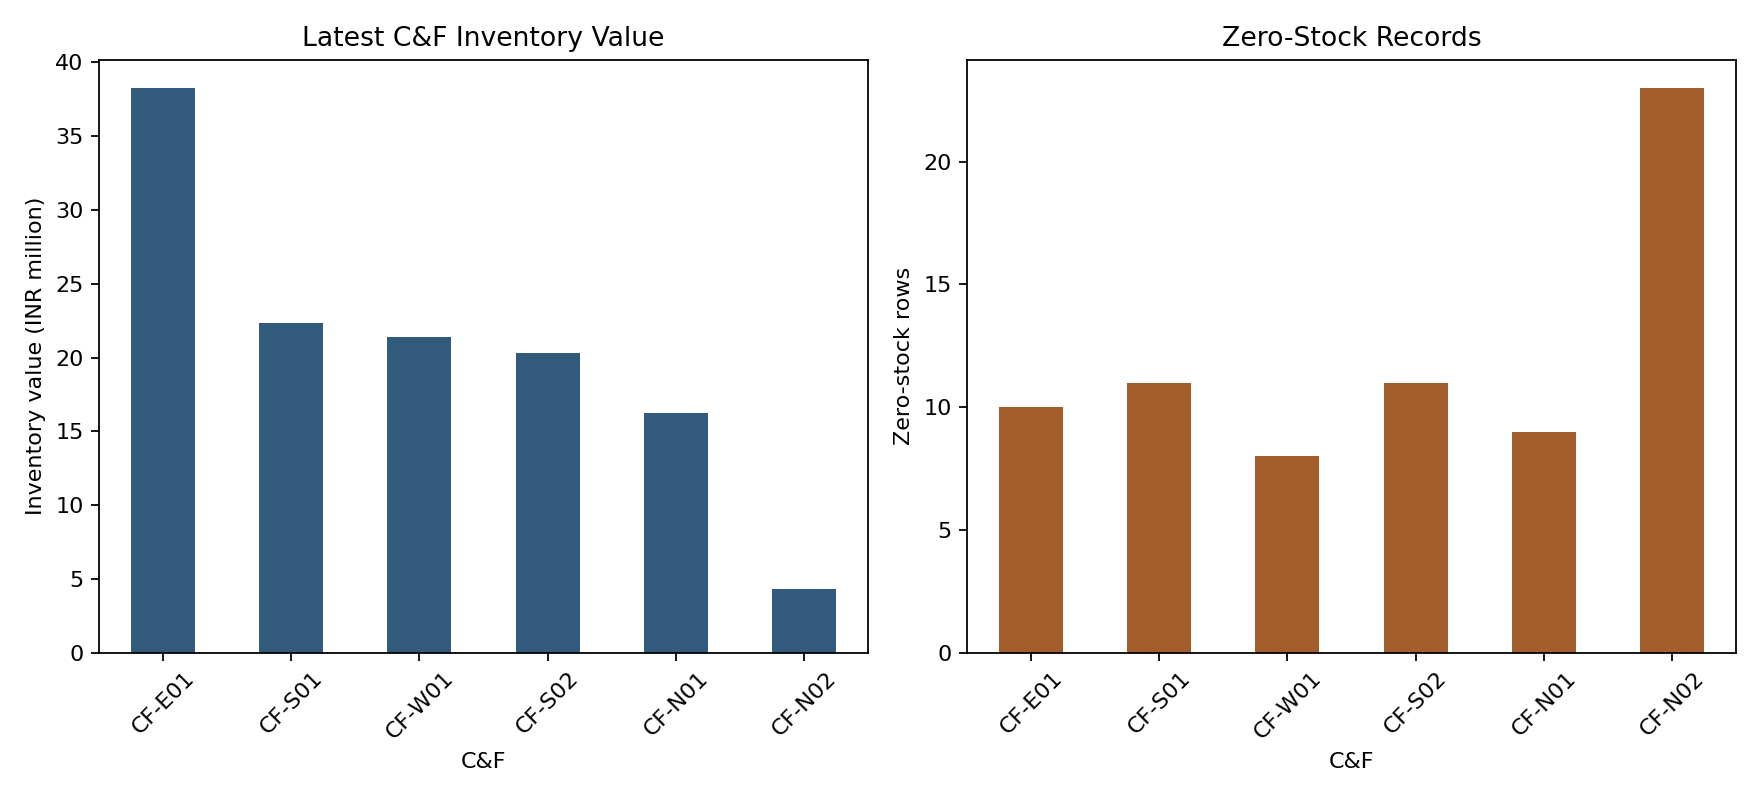 Latest C&F Inventory Value
Inventory value (INR million)
40
35
30
25
20
15
10
5
0
CF-E01
CF-S01
CF-W01
CF-S02
CF-N01
CF-N02
C&F
Zero-Stock Records
Zero-stock rows
20
15
10
5
0
CF-E01
CF-S01
CF-W01
CF-S02
CF-N01
CF-N02
C&F